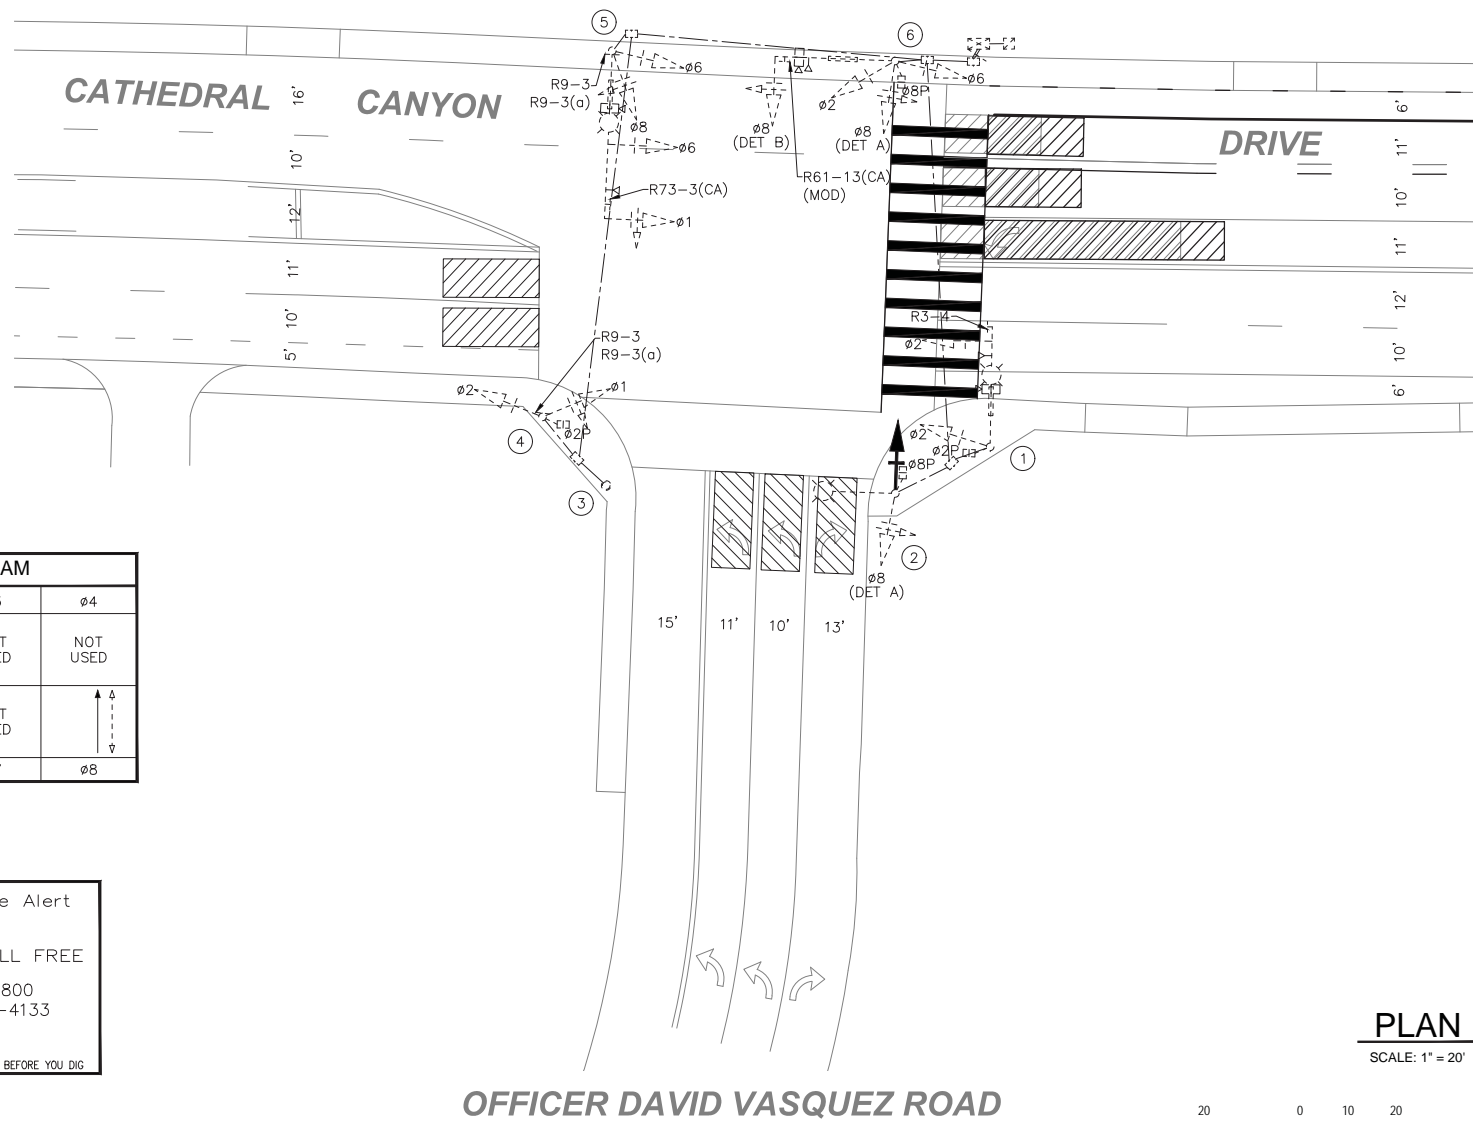 5
6
R9-3
R9-3(a)
ø6
ø6
CATHEDRAL CANYON
16'
ø8P
ø2
6'
ø8
ø8
(DET B)
ø8
(DET A)
DRIVE
11'
10'
ø6
R73-3(CA)
R61-13(CA)
(MOD)
10'
12'
ø1
11'
11'
12'
10'
R3-4
R9-3
R9-3(a)
ø2
5'
10'
6'
ø2
ø1
4
ø2P
ø2
ø2P
ø8P
1
3
2
ø8
(DET A)
AM
ø4
NOT
USED
ø8
15'
11'
10'
13'
e Alert
LL FREE
800
-4133
BEFORE YOU DIG
PLAN
SCALE: 1" = 20'
OFFICER DAVID VASQUEZ ROAD
20
0
10
20